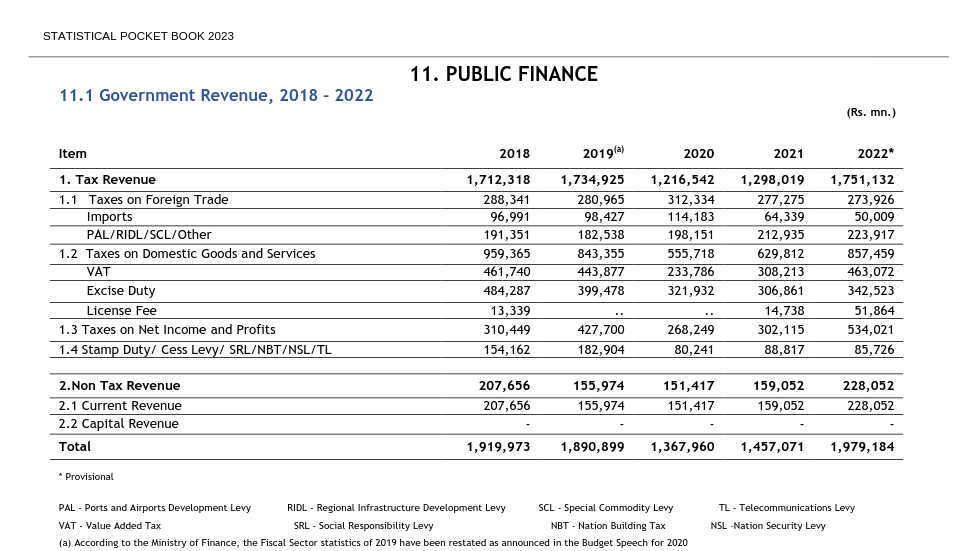 STATISTICAL POCKET BOOK 2023
11. PUBLIC FINANCE
11.1 Government Revenue, 2018 - 2022
(Rs. mn.)
Item 2018 2019(a) 2020 2021 2022*
1. Tax Revenue 1,712,318 1,734,925 1,216,542 1,298,019 1,751,132
1.1 Taxes on Foreign Trade 288,341 280,965 312,334 277,275 273,926
Imports 96,991 98,427 114,183 64,339 50,009
PAL/RIDL/SCL/Other 191,351 182,538 198,151 212,935 223,917
1.2 Taxes on Domestic Goods and Services 959,365 843,355 555,718 629,812 857,459
VAT 461,740 443,877 233,786 308,213 463,072
Excise Duty 484,287 399,478 321,932 306,861 342,523
License Fee 13,339 .. .. 14,738 51,864
1.3 Taxes on Net Income and Profits 310,449 427,700 268,249 302,115 534,021
1.4 Stamp Duty/ Cess Levy/ SRL/NBT/NSL/TL 154,162 182,904 80,241 88,817 85,726
2.Non Tax Revenue 207,656 155,974 151,417 159,052 228,052
2.1 Current Revenue 207,656 155,974 151,417 159,052 228,052
2.2 Capital Revenue - - - - -
Total 1,919,973 1,890,899 1,367,960 1,457,071 1,979,184
* Provisional
PAL - Ports and Airports Development Levy RIDL - Regional Infrastructure Development Levy SCL - Special Commodity Levy TL - Telecommunications Levy
VAT - Value Added Tax SRL - Social Responsibility Levy NBT - Nation Building Tax NSL -Nation Security Levy
(a) According to the Ministry of Finance, the Fiscal Sector statistics of 2019 have been restated as announced in the Budget Speech for 2020